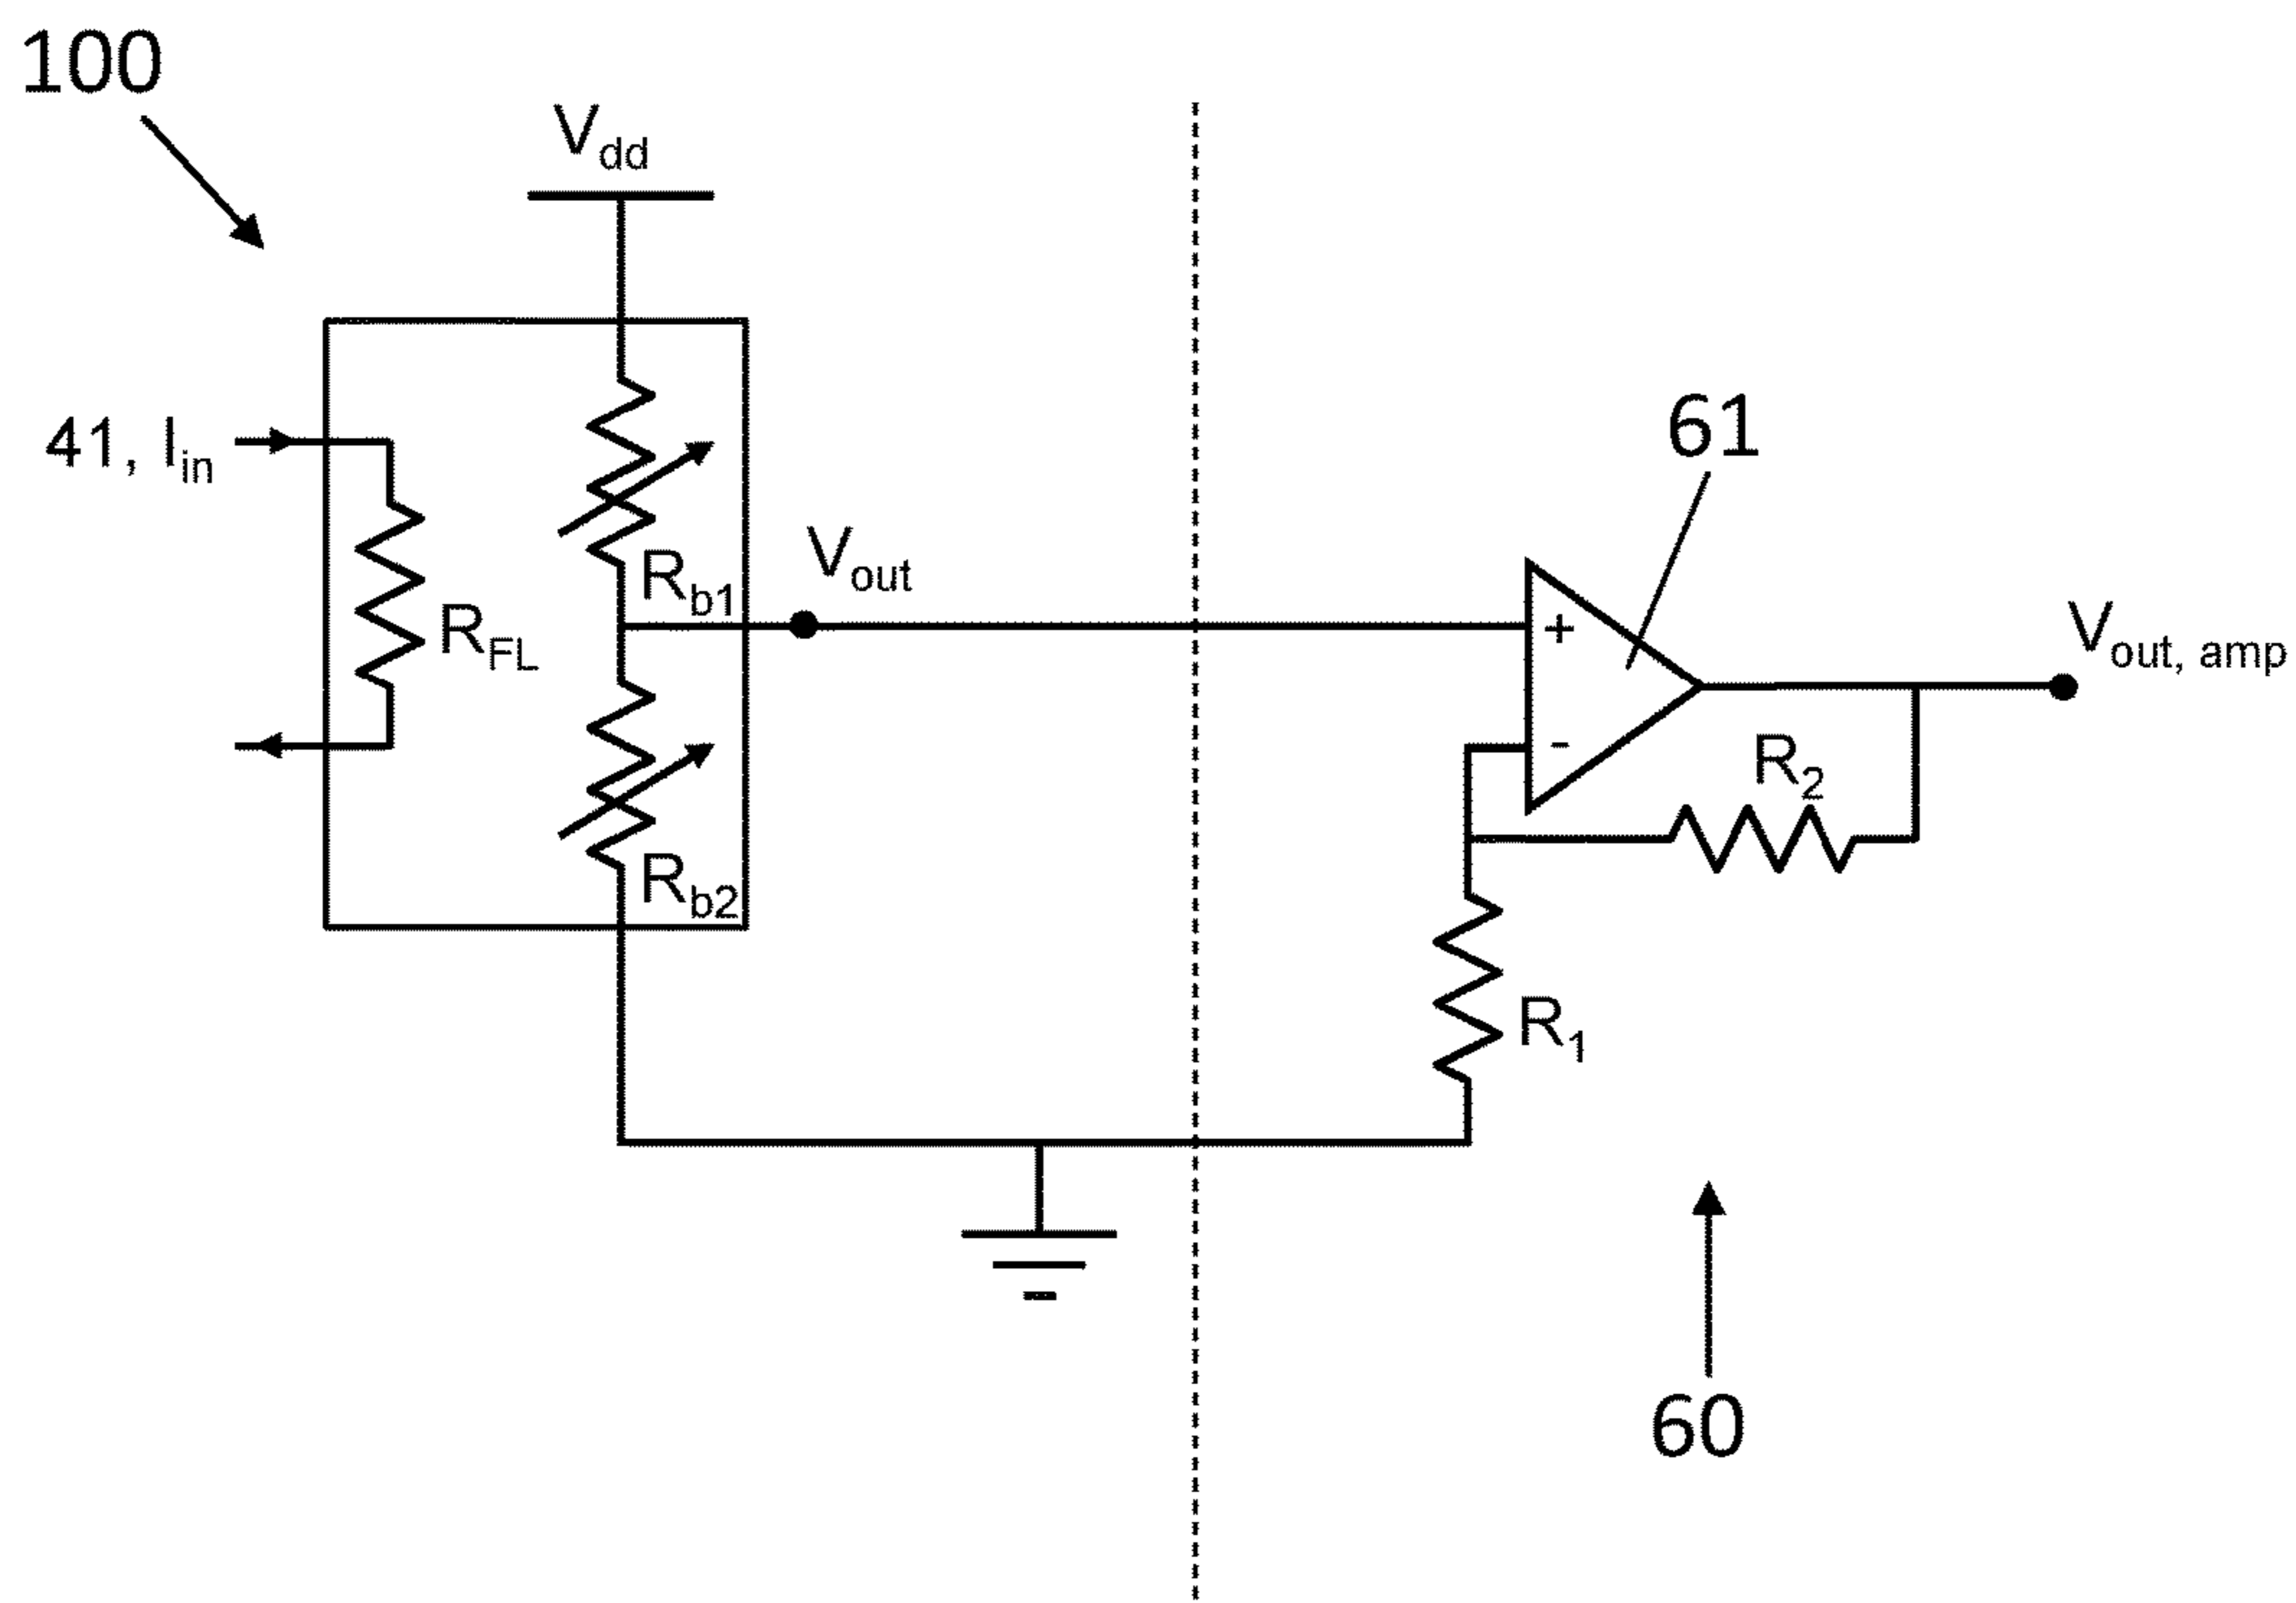 100
Vdd
41, Iin
RFL
Rb1
Vout
Rb2
61
+
-
Vout, amp
R2
R1
60